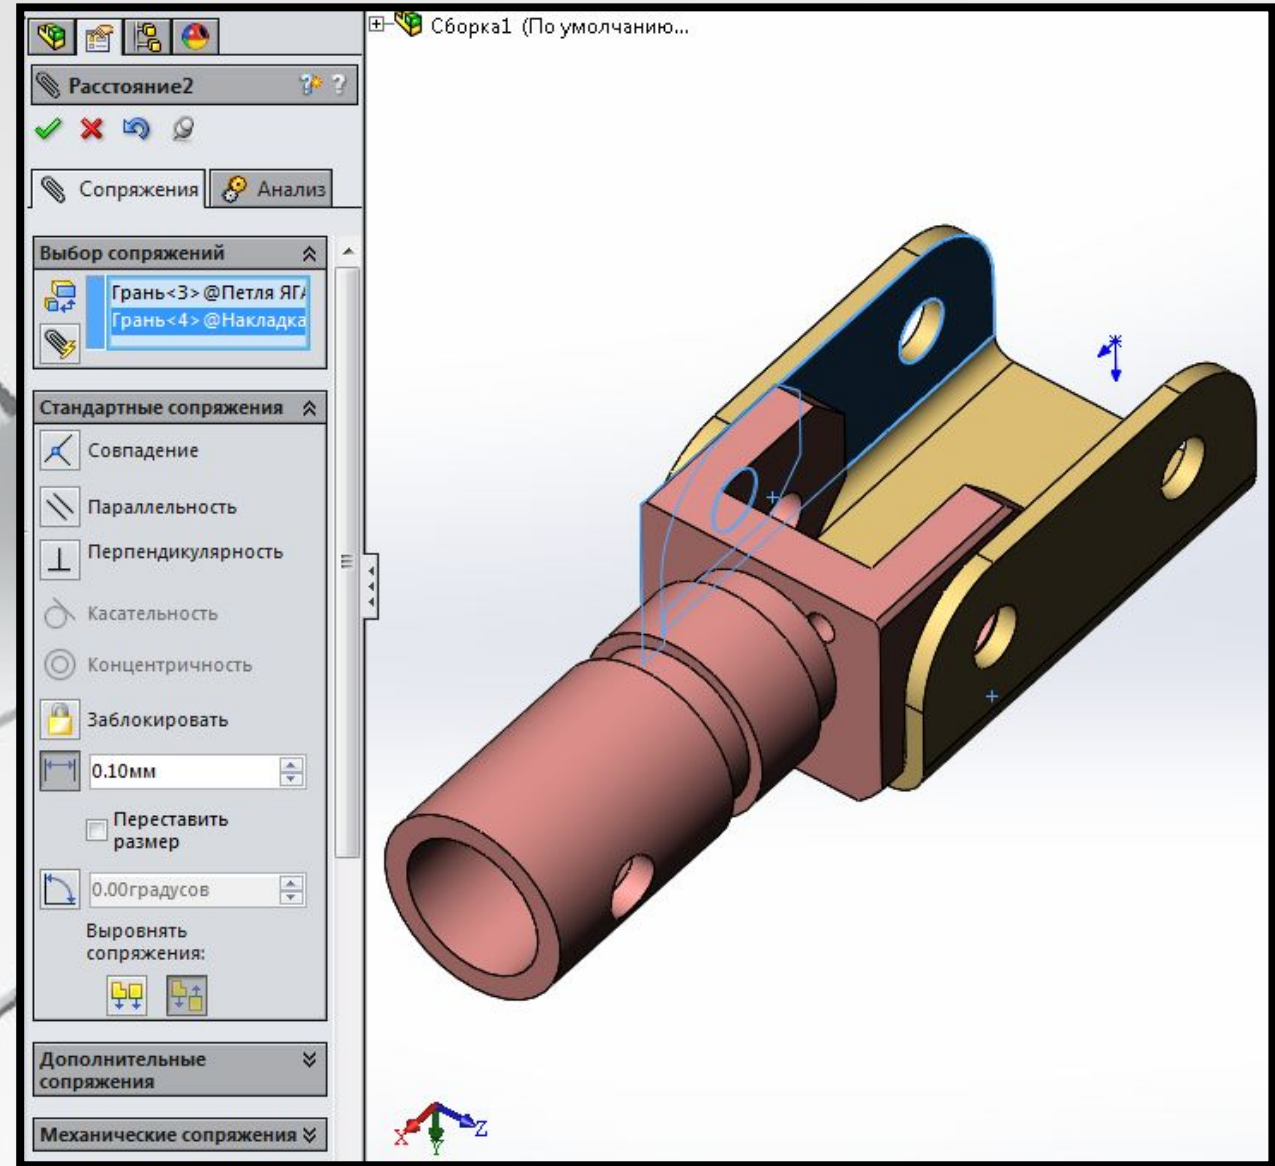 Сборка1 (По умолчанию...
Расстояние2
Сопряжения
Анализ
Выбор сопряжений
Грань<3>@Петля ЯГА
Грань<4>@Накладка
Стандартные сопряжения
Совпадение
Параллельность
Перпендикулярность
Касательность
Концентричность
Заблокировать
0.10мм
Переставить
размер
0.00градусов
Выровнять
сопряжения:
Дополнительные
сопряжения
Механические сопряжения
X
Y
Z